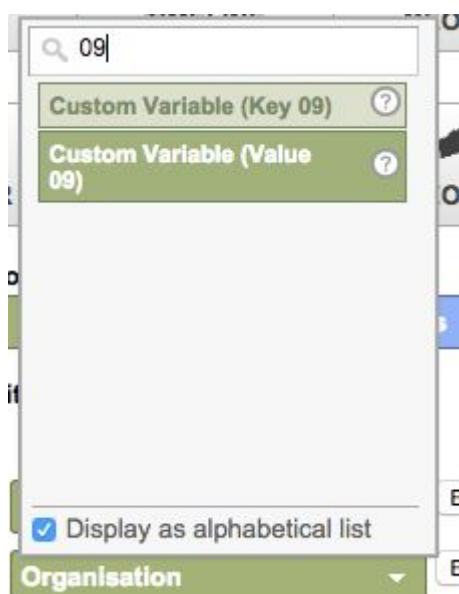 09
Custom Variable (Key 09)
?
Custom Variable (Value
09)
?
Display as alphabetical list
Organisation